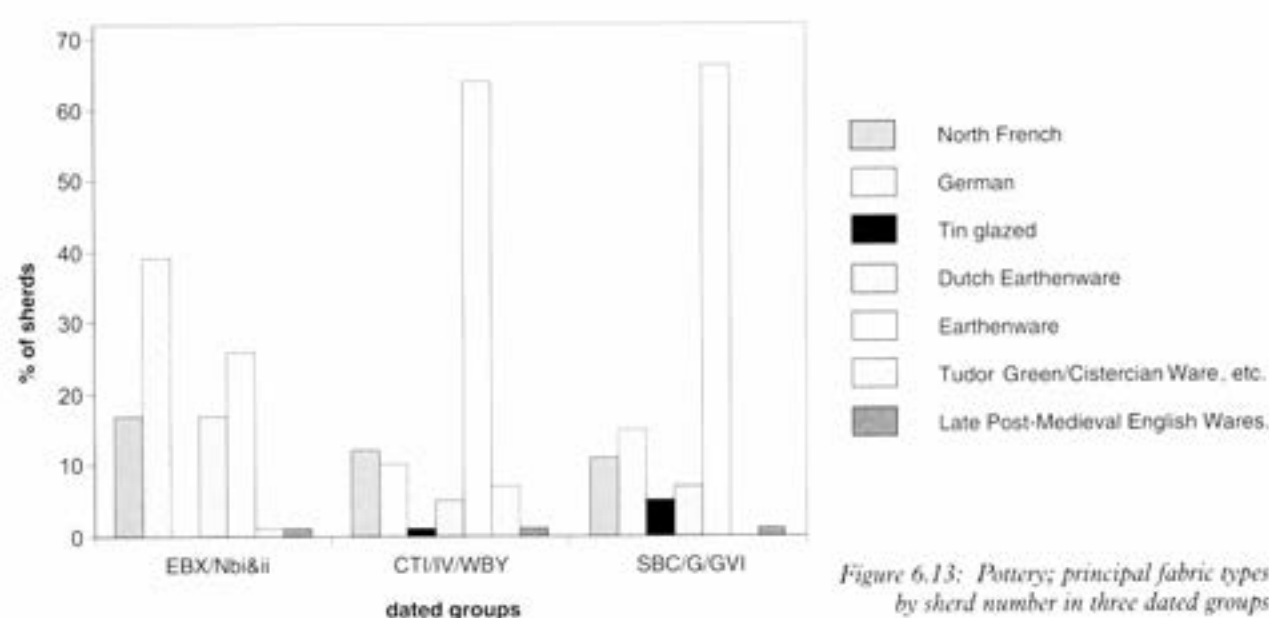 70
60
50
40
30
20
10
0
% of sherds
EBX/Nbi&ii
CTI/IV/WBY
SBC/G/GVI
dated groups
North French
German
Tin glazed
Dutch Earthenware
Earthenware
Tudor Green/Cistercian Ware, etc.
Late Post-Medieval English Wares.
Figure 6.13: Pottery; principal fabric types
by sherd number in three dated groups